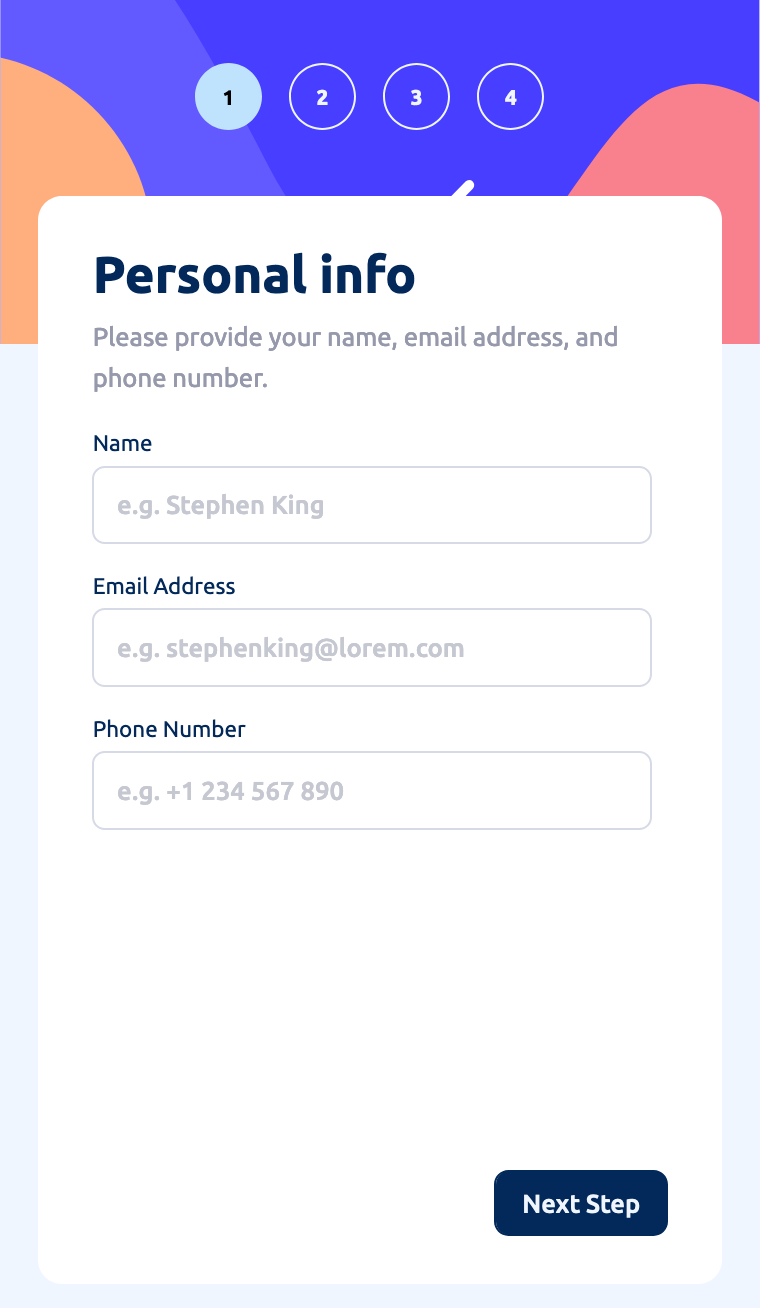 1 2 3 4
Personal info
Please provide your name, email address, and
phone number.
Name
e.g. Stephen King
Email Address
e.g. stephenking@lorem.com
Phone Number
e.g. +1 234 567 890
Next Step